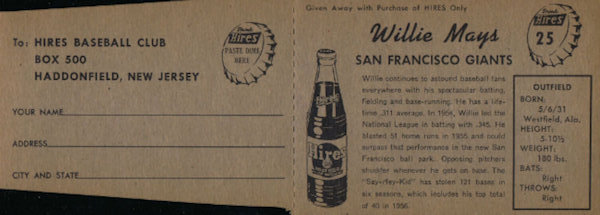 To: HIRES BASEBALL CLUB
BOX 500
HADDONFIELD, NEW JERSEY
Drink
Hires
PASTE DIME
HERE
YOUR NAME
ADDRESS
CITY AND STATE
Given Away with Purchase of HIRES Only
Willie Mays
SAN FRANCISCO GIANTS
Drink
Hires
25
Hires
Willie continues to astound baseball fans
everywhere with his spectacular batting,
fielding and base-running. He has a life-
time .311 average. In 1954, Willie led the
National League in batting with .345. He
blasted 51 home runs in 1955 and could
surpass that performance in the new San
Francisco ball park. Opposing pitchers
shudder whenever he gets on base. The
"Say-Hey-Kid" has stolen 121 bases in
six seasons, which includes his top total
of 40 in 1956.
OUTFIELD
BORN:
5/6/31
Westfield, Ala.
HEIGHT:
5-10½
WEIGHT:
180 lbs.
BATS:
Right
THROWS:
Right